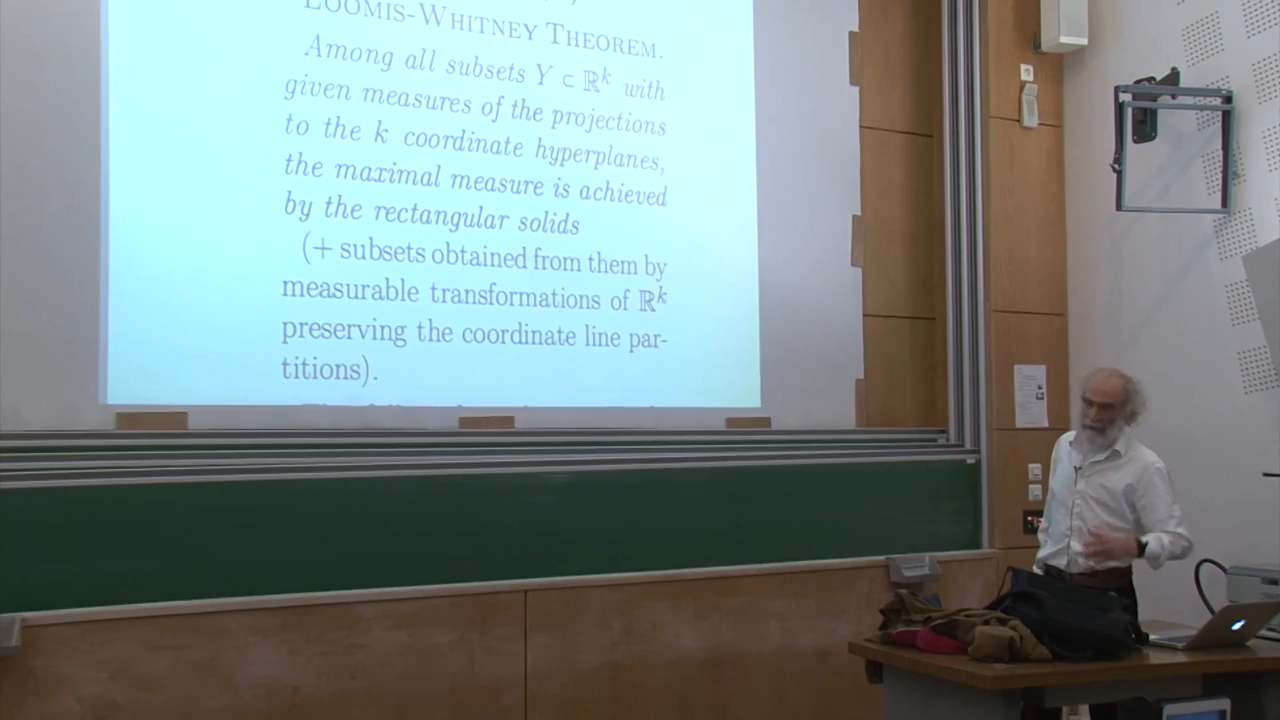 LOOMIS-WHITNEY THEOREM.
Among all subsets Y ⊂ ℝᵏ with
given measures of the projections
to the k coordinate hyperplanes,
the maximal measure is achieved
by the rectangular solids
(+ subsets obtained from them by
measurable transformations of ℝᵏ
preserving the coordinate line par-
titions).